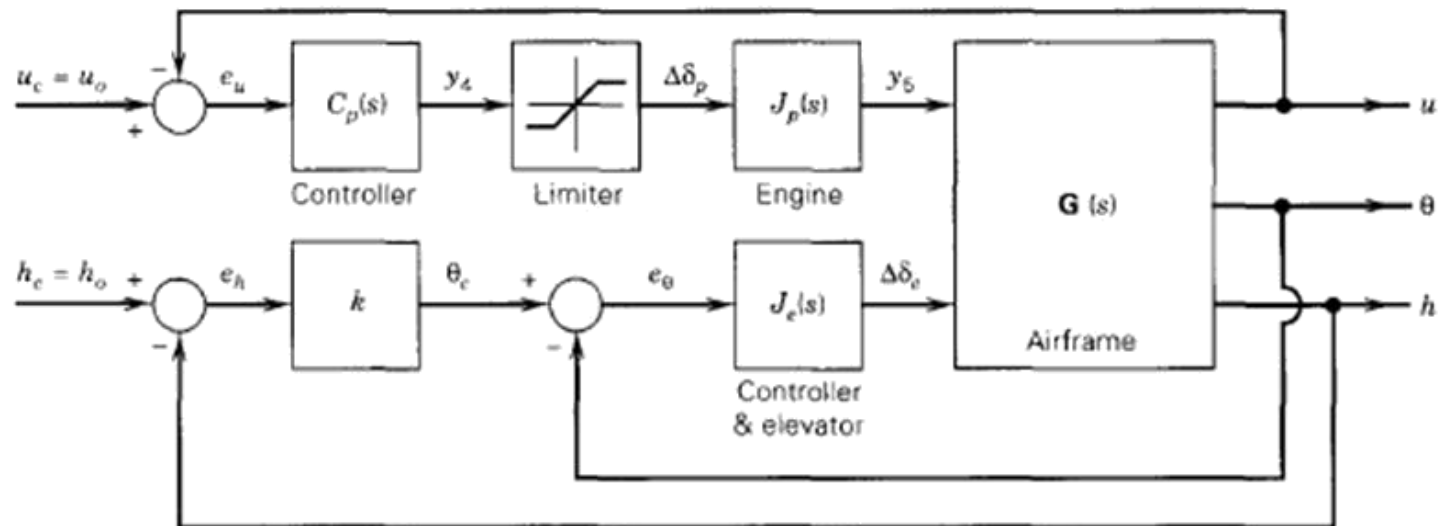 u_c = u_o
−
+
e_u
C_p(s)
Controller
y_4
Limiter
Δδ_p
J_p(s)
Engine
y_5
G (s)
Airframe
u
θ
h
h_c = h_o
+
−
e_h
k
θ_c
+
−
e_θ
J_e(s)
Controller
& elevator
Δδ_e